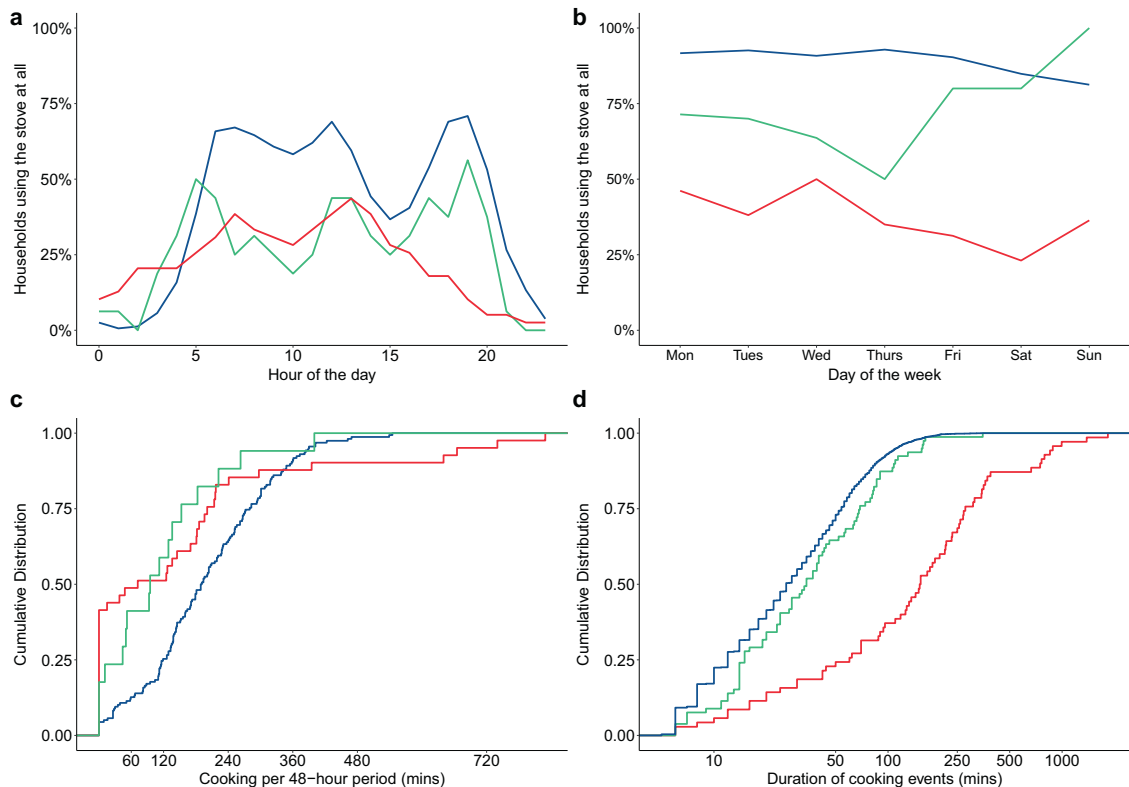 a
100%
75%
50%
25%
0%
Households using the stove at all
0 5 10 15 20
Hour of the day
b
100%
75%
50%
25%
0%
Households using the stove at all
Mon Tues Wed Thurs Fri Sat Sun
Day of the week
c
1.00
0.75
0.50
0.25
0.00
Cumulative Distribution
60 120 240 360 480 720
Cooking per 48−hour period (mins)
d
1.00
0.75
0.50
0.25
0.00
Cumulative Distribution
10 50 100 250 500 1000
Duration of cooking events (mins)